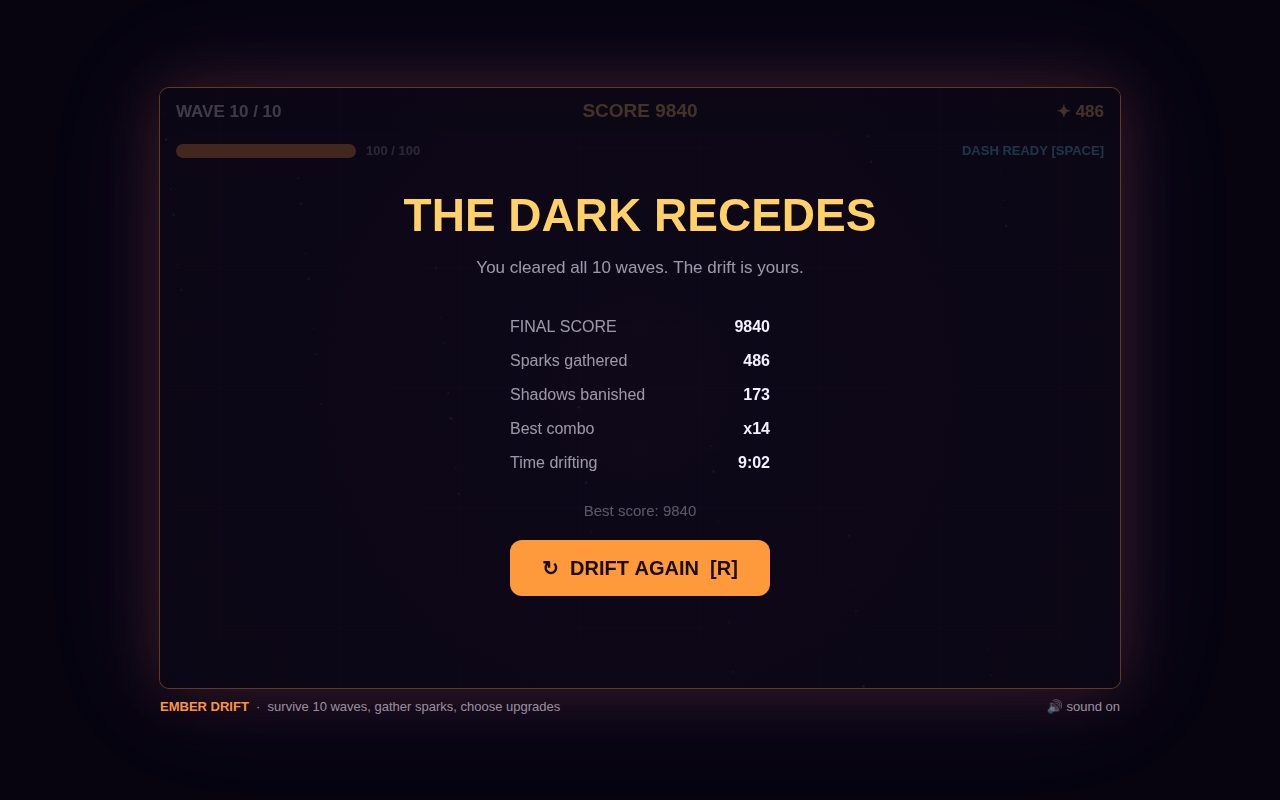 WAVE 10 / 10 SCORE 9840 ✦ 486
100 / 100 DASH READY [SPACE]
THE DARK RECEDES
You cleared all 10 waves. The drift is yours.
FINAL SCORE 9840
Sparks gathered 486
Shadows banished 173
Best combo x14
Time drifting 9:02
Best score: 9840
↻ DRIFT AGAIN [R]
EMBER DRIFT · survive 10 waves, gather sparks, choose upgrades 🔊 sound on